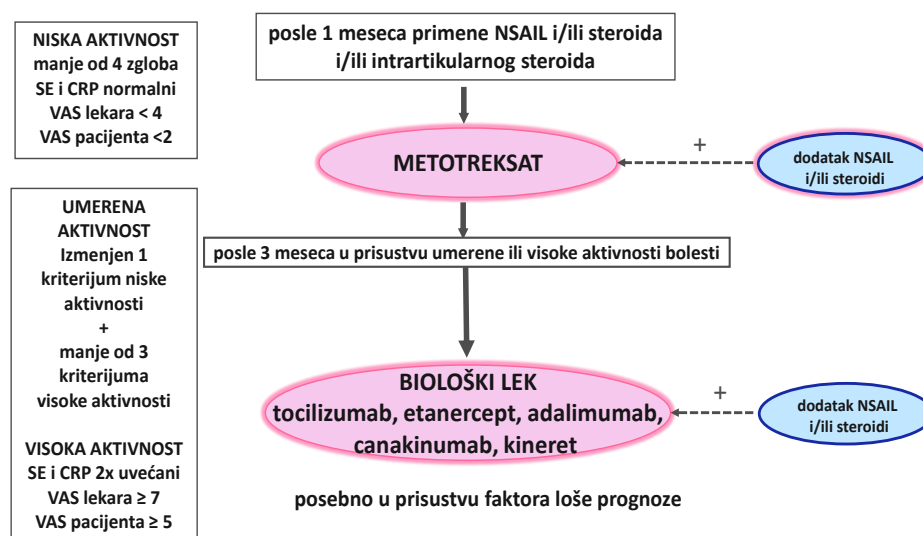 NISKA AKTIVNOST
manje od 4 zgloba
SE i CRP normalni
VAS lekara < 4
VAS pacijenta <2
posle 1 meseca primene NSAIL i/ili steroida
i/ili intrartikularnog steroida
METOTREKSAT
+
dodatak NSAIL
i/ili steroidi
UMERENA
AKTIVNOST
Izmenjen 1
kriterijum niske
aktivnosti
+
manje od 3
kriterijuma
visoke aktivnosti
VISOKA AKTIVNOST
SE i CRP 2x uvećani
VAS lekara ≥ 7
VAS pacijenta ≥ 5
posle 3 meseca u prisustvu umerene ili visoke aktivnosti bolesti
BIOLOŠKI LEK
tocilizumab, etanercept, adalimumab,
canakinumab, kineret
+
dodatak NSAIL
i/ili steroidi
posebno u prisustvu faktora loše prognoze